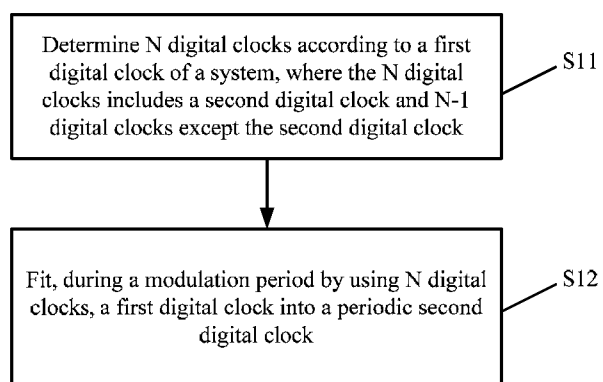 Determine N digital clocks according to a first
digital clock of a system, where the N digital
clocks includes a second digital clock and N-1
digital clocks except the second digital clock
S11
Fit, during a modulation period by using N digital
clocks, a first digital clock into a periodic second
digital clock
S12